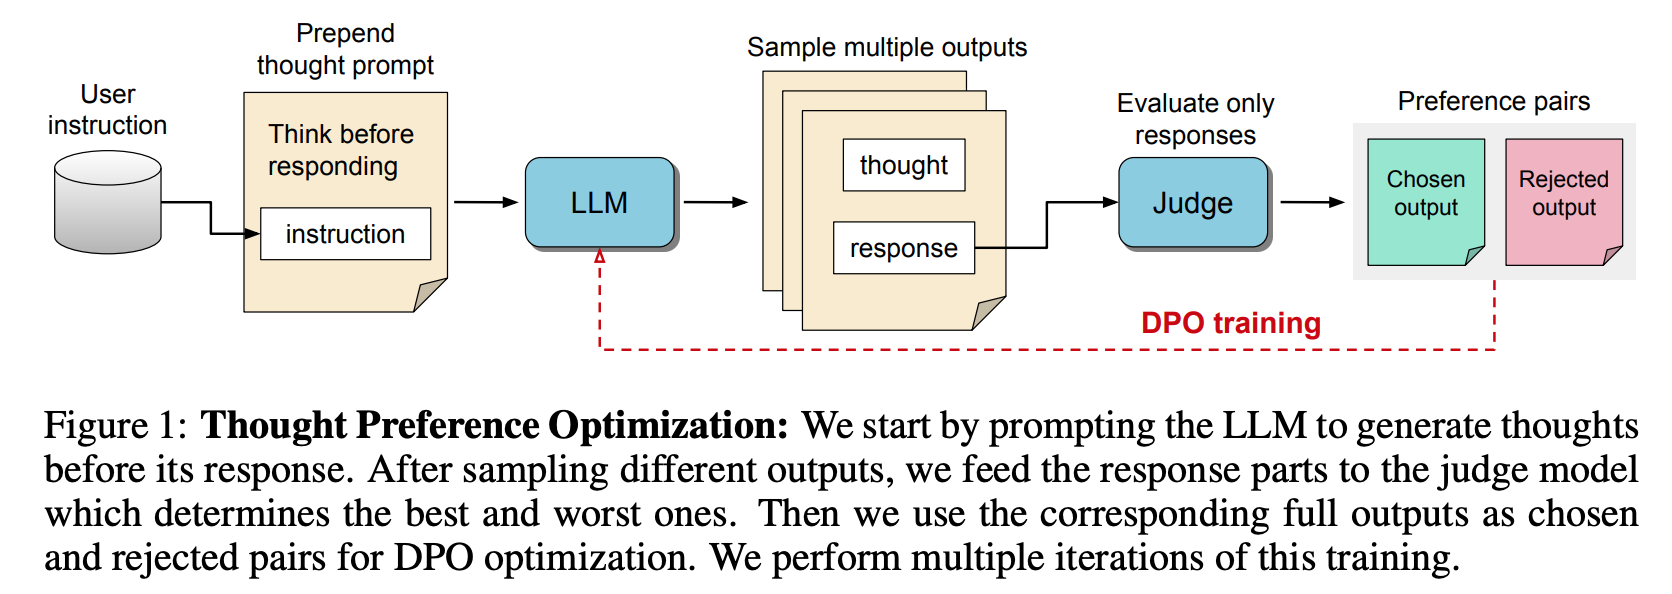 User
instruction
Prepend
thought prompt
Think before
responding
instruction
LLM
Sample multiple outputs
thought
response
Evaluate only
responses
Judge
Preference pairs
Chosen
output
Rejected
output
DPO training
Figure 1: Thought Preference Optimization: We start by prompting the LLM to generate thoughts
before its response. After sampling different outputs, we feed the response parts to the judge model
which determines the best and worst ones. Then we use the corresponding full outputs as chosen
and rejected pairs for DPO optimization. We perform multiple iterations of this training.